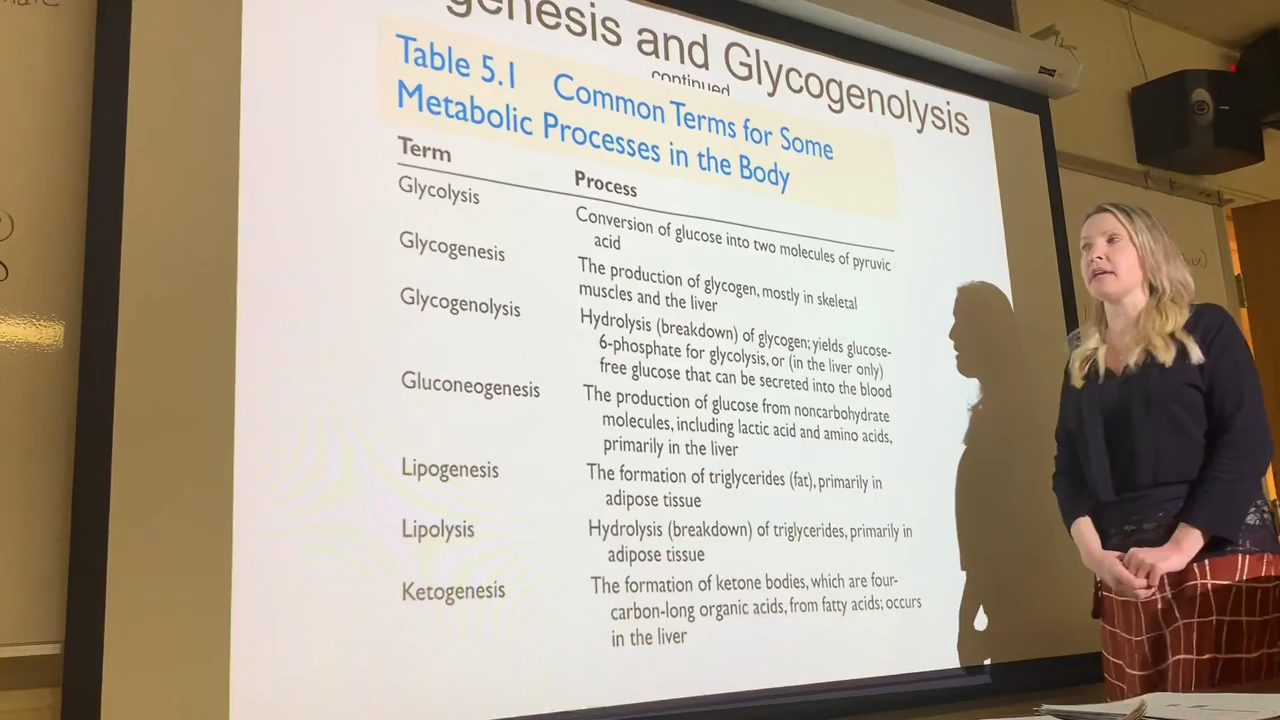 genesis and Glycogenolysis
continued
Table 5.1 Common Terms for Some
Metabolic Processes in the Body
Term Process
Glycolysis Conversion of glucose into two molecules of pyruvic
acid
Glycogenesis The production of glycogen, mostly in skeletal
muscles and the liver
Glycogenolysis Hydrolysis (breakdown) of glycogen; yields glucose-
6-phosphate for glycolysis, or (in the liver only)
free glucose that can be secreted into the blood
Gluconeogenesis The production of glucose from noncarbohydrate
molecules, including lactic acid and amino acids,
primarily in the liver
Lipogenesis The formation of triglycerides (fat), primarily in
adipose tissue
Lipolysis Hydrolysis (breakdown) of triglycerides, primarily in
adipose tissue
Ketogenesis The formation of ketone bodies, which are four-
carbon-long organic acids, from fatty acids; occurs
in the liver